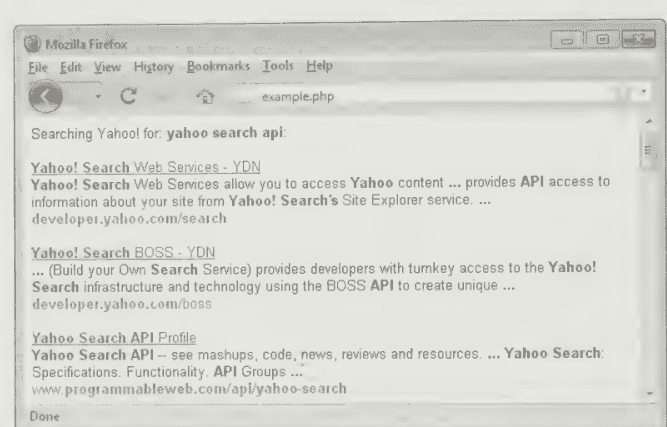 Mozilla Firefox
File Edit View History Bookmarks Tools Help
example.php
Searching Yahoo! for: yahoo search api:
Yahoo! Search Web Services - YDN
Yahoo! Search Web Services allow you to access Yahoo content ... provides API access to
information about your site from Yahoo! Search's Site Explorer service. ...
developer.yahoo.com/search
Yahoo! Search BOSS - YDN
... (Build your Own Search Service) provides developers with turnkey access to the Yahoo!
Search infrastructure and technology using the BOSS API to create unique ...
developer.yahoo.com/boss
Yahoo Search API Profile
Yahoo Search API -- see mashups, code, news, reviews and resources. ... Yahoo Search:
Specifications. Functionality. API Groups ...
www.programmableweb.com/api/yahoo-search
Done